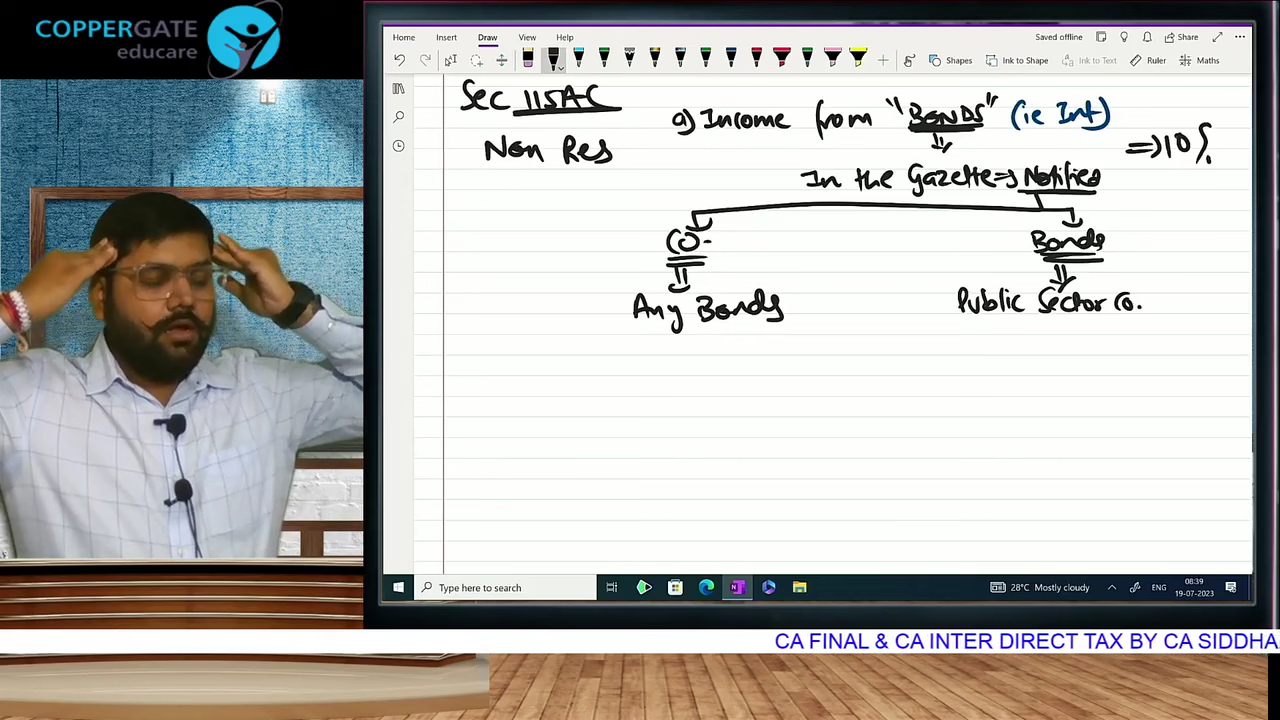 COPPERGATE
educare
Home Insert Draw View Help
Saved offline
Share
Shapes
Ink to Shape
Ink to Text
Ruler
Maths
Sec 115AC
Non Res
a) Income from "BONDS" (ie Int)
=> 10%
In the Gazette => Notified
Co.
Bonds
Any Bonds
Public Sector Co.
Type here to search
28°C Mostly cloudy
ENG
08:39
19-07-2023
CA FINAL & CA INTER DIRECT TAX BY CA SIDDHA